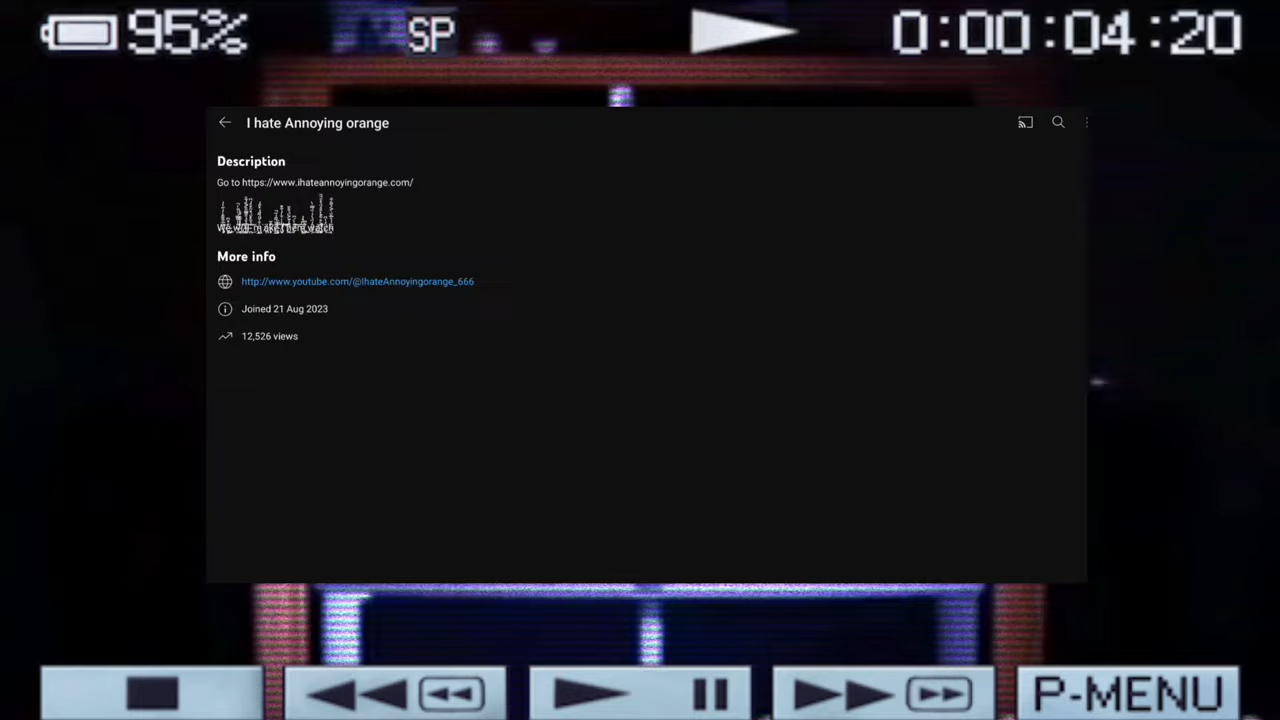 95% SP 0:00:04:20
I hate Annoying orange
Description
Go to https://www.ihateannoyingorange.com/
More info
http://www.youtube.com/@IhateAnnoyingorange_666
Joined 21 Aug 2023
12,526 views
P-MENU